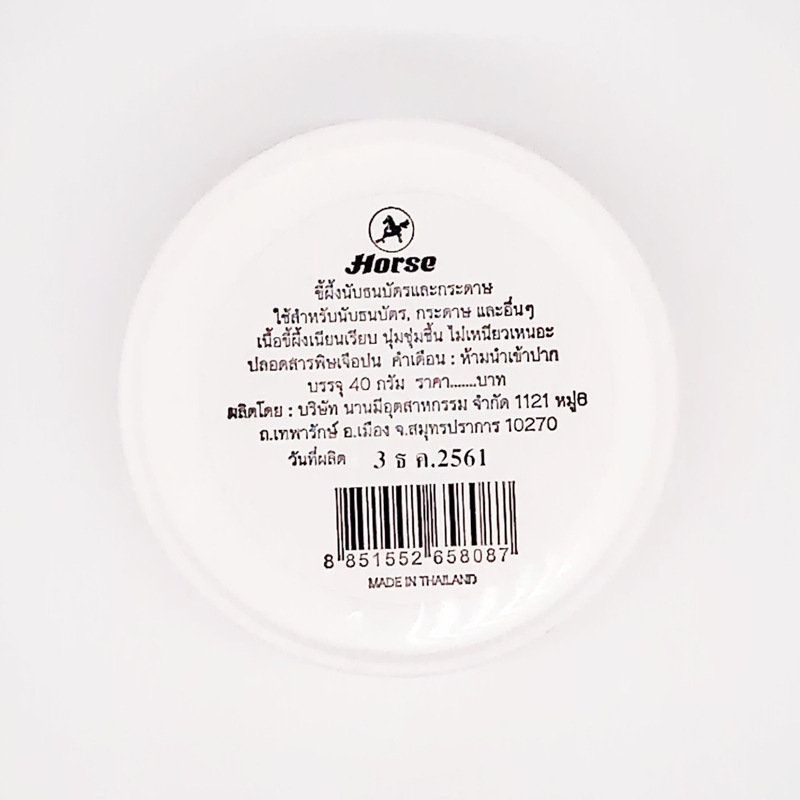 Horse
ขี้ผึ้งนับธนบัตรและกระดาษ
ใช้สำหรับนับธนบัตร, กระดาษ และอื่นๆ
เนื้อขี้ผึ้งเนียนเรียบ นุ่มชุ่มชื้น ไม่เหนียวเหนอะ
ปลอดสารพิษเจือปน คำเตือน : ห้ามนำเข้าปาก
บรรจุ 40 กรัม ราคา.......บาท
ผลิตโดย : บริษัท นานมีอุตสาหกรรม จำกัด 1121 หมู่6
ถ.เทพารักษ์ อ.เมือง จ.สมุทรปราการ 10270
วันที่ผลิต 3 ธ ค.2561
8 851552 658087
MADE IN THAILAND